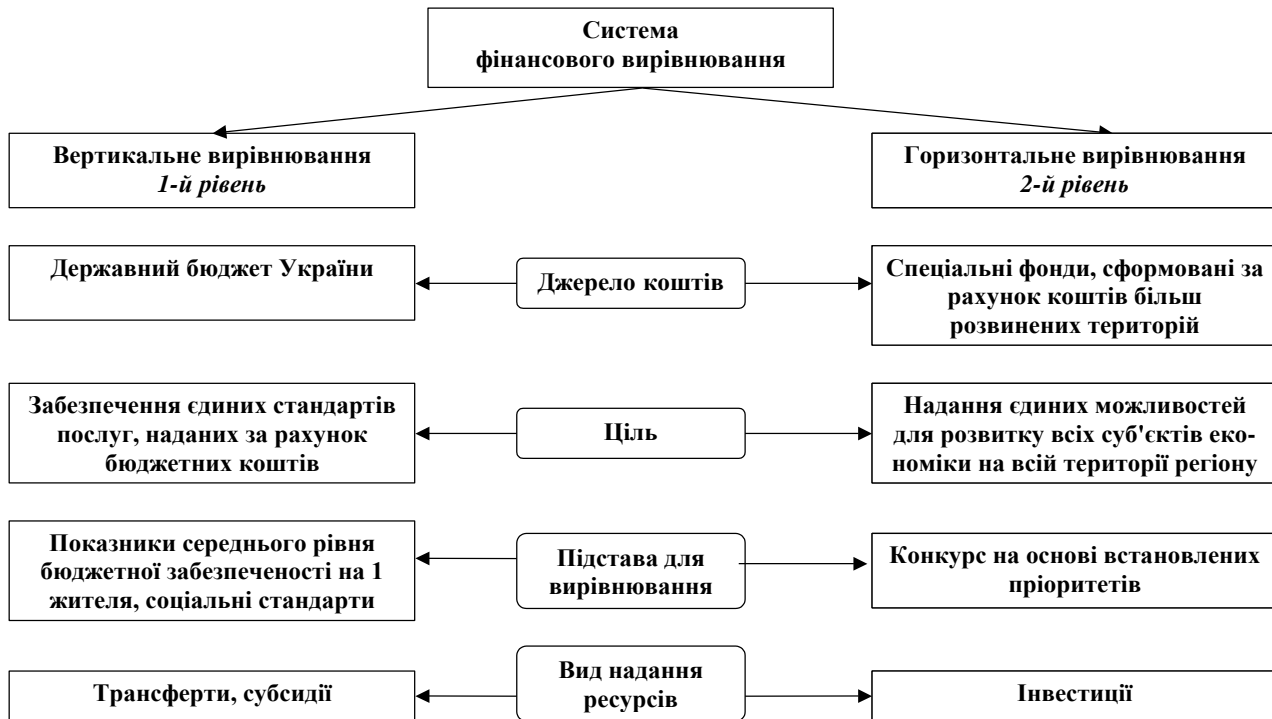 Система
фінансового вирівнювання
Вертикальне вирівнювання
1-й рівень
Горизонтальне вирівнювання
2-й рівень
Державний бюджет України
Джерело коштів
Спеціальні фонди, сформовані за
рахунок коштів більш
розвинених територій
Забезпечення єдиних стандартів
послуг, наданих за рахунок
бюджетних коштів
Ціль
Надання єдиних можливостей
для розвитку всіх суб'єктів еко-
номіки на всій території регіону
Показники середнього рівня
бюджетної забезпеченості на 1
жителя, соціальні стандарти
Підстава для
вирівнювання
Конкурс на основі встановлених
пріоритетів
Трансферти, субсидії
Вид надання
ресурсів
Інвестиції